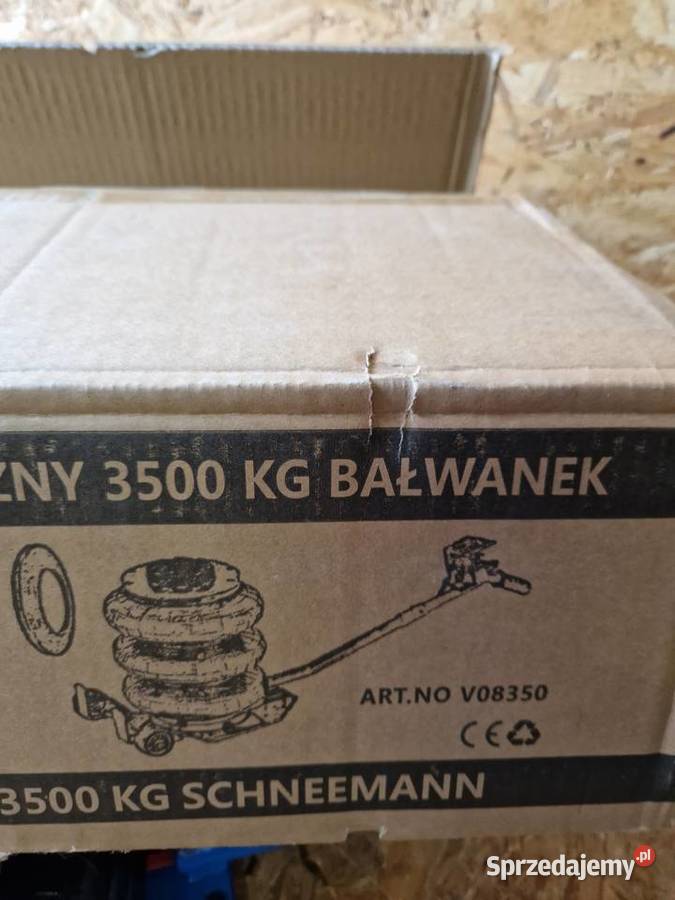 ZNY 3500 KG BAŁWANEK
ART.NO V08350
CE
3500 KG SCHNEEMANN
Sprzedajemy.pl